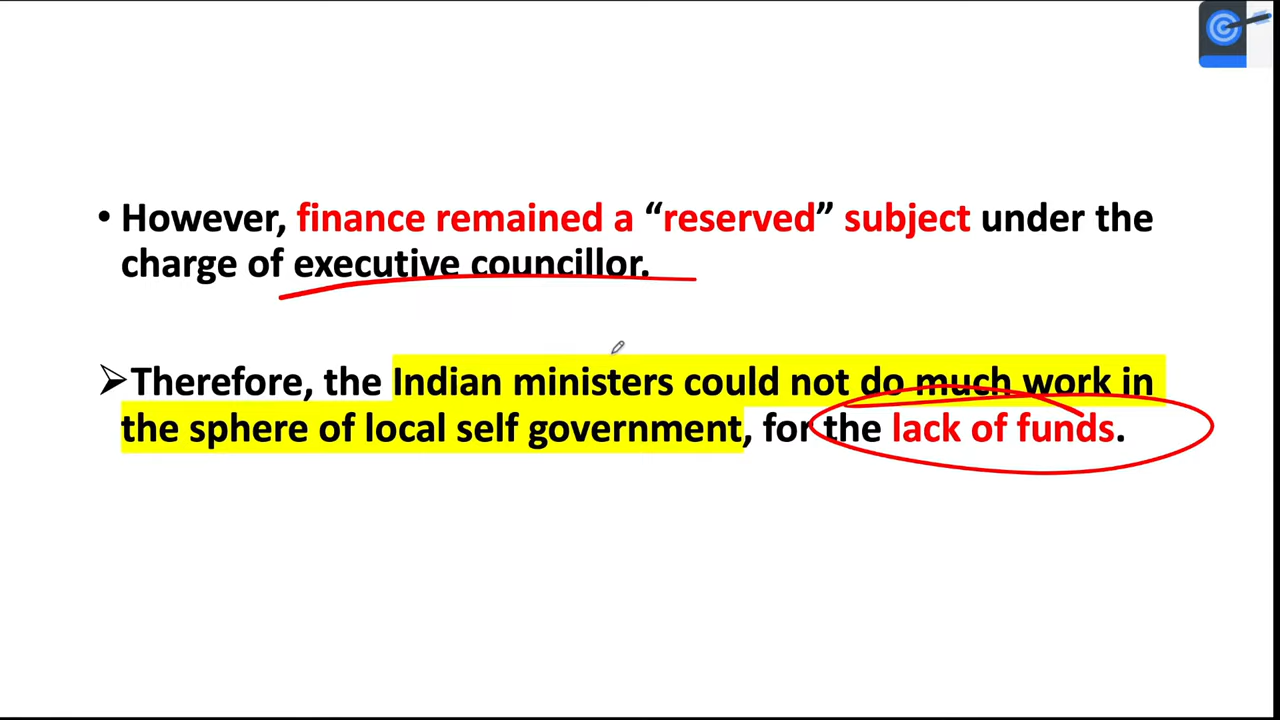 • However, finance remained a “reserved” subject under the
charge of executive councillor.
➢Therefore, the Indian ministers could not do much work in
the sphere of local self government, for the lack of funds.